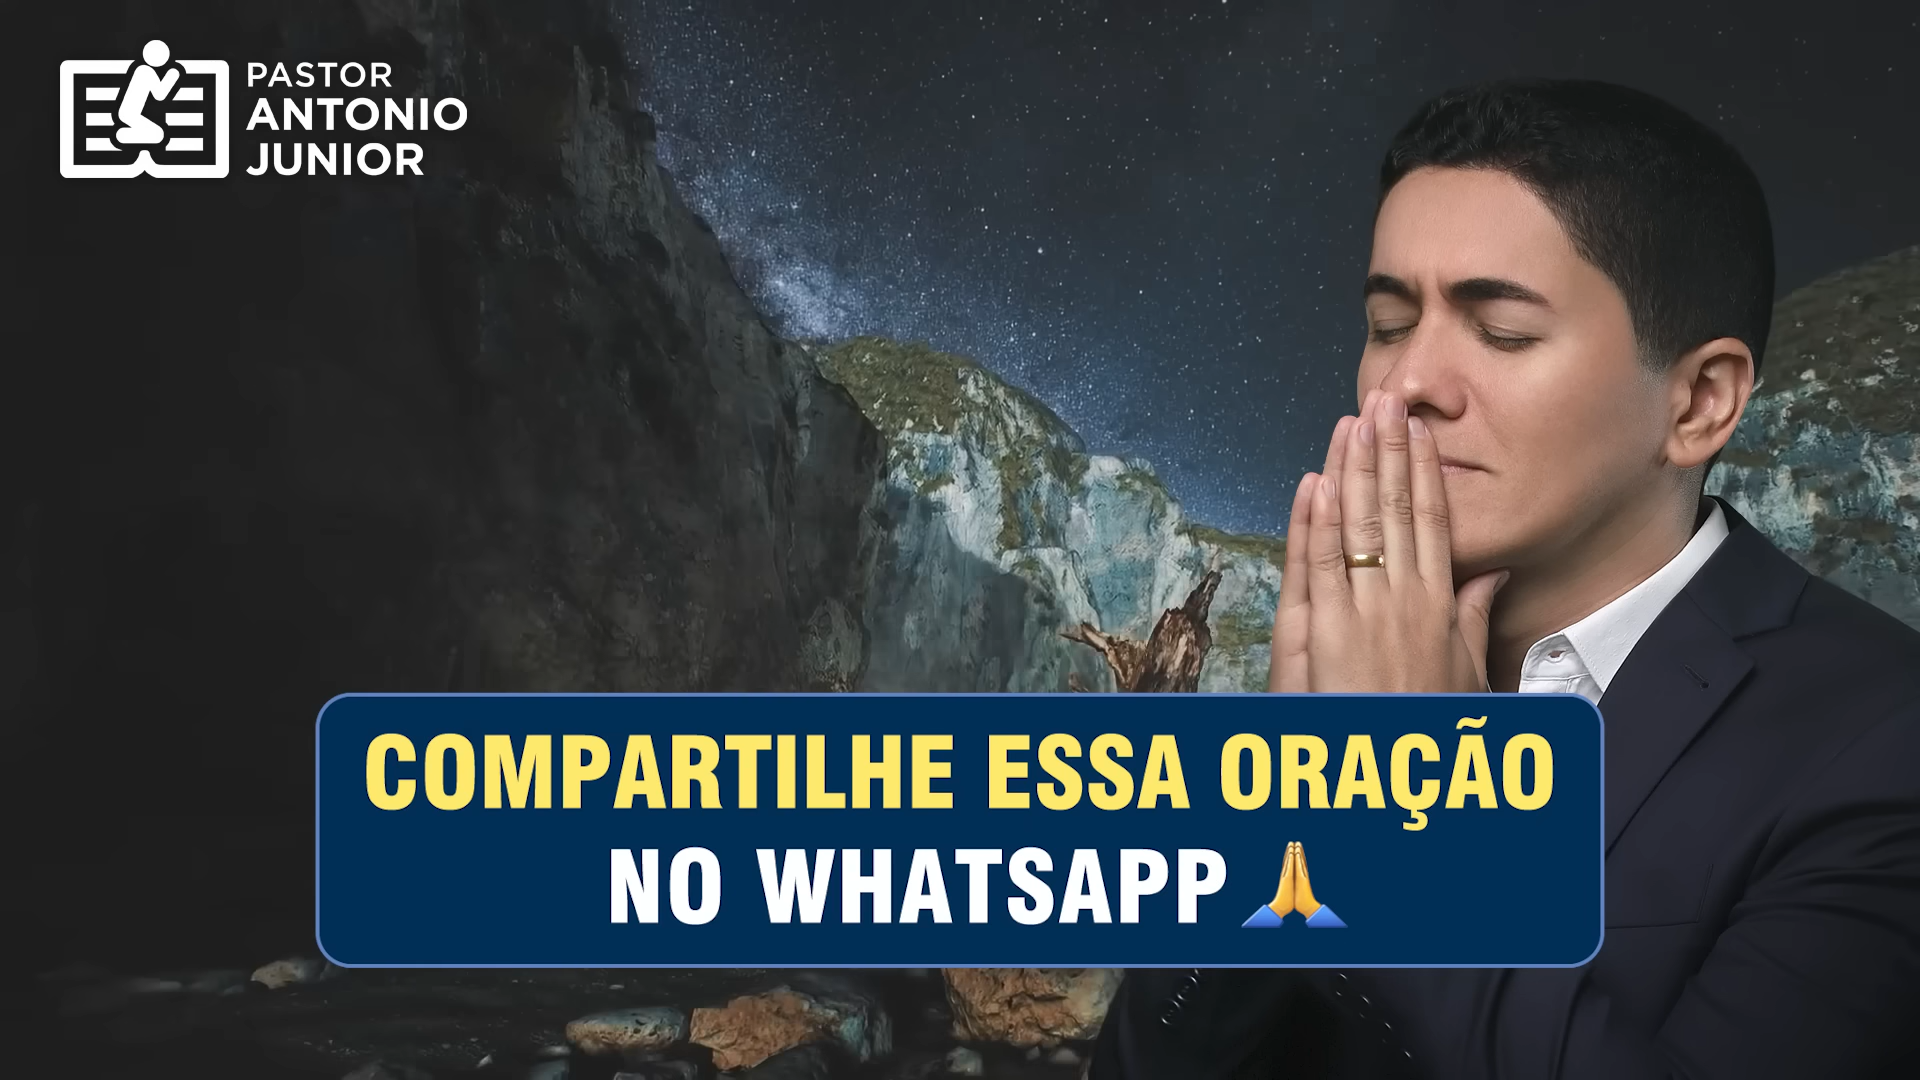 PASTOR
ANTONIO
JUNIOR
COMPARTILHE ESSA ORAÇÃO
NO WHATSAPP🙏